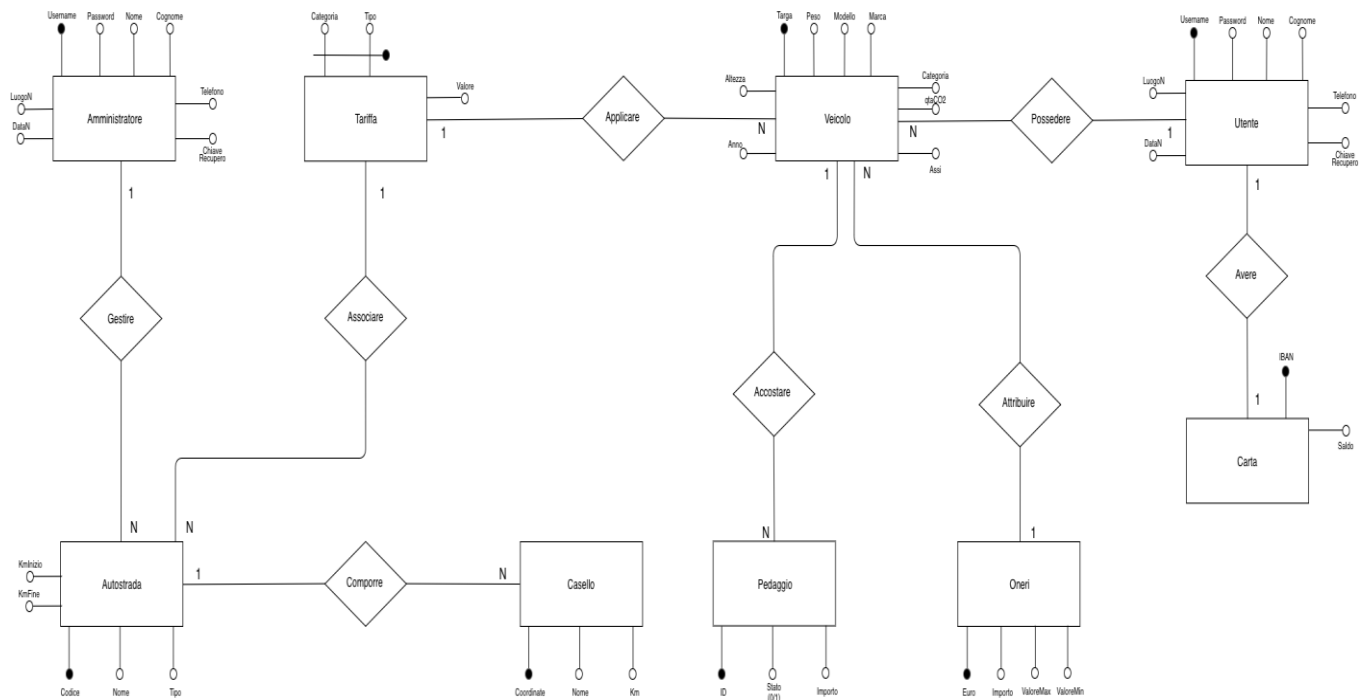 Username Password Nome Cognome
Categoria Tipo
Targa Peso Modello Marca
Username Password Nome Cognome
LuogoN
DataN
Amministratore
Telefono
Chiave
Recupero
Tariffa
Valore
1
Applicare
N
Altezza
Anno
Veicolo
Categoria
qtaCO2
Assi
N
Possedere
1
LuogoN
DataN
Utente
Telefono
Chiave
Recupero
1
1
1
N
1
Gestire
Associare
Accostare
Attribuire
Avere
IBAN
1
Carta
Saldo
N
N
N
1
KmInizio
KmFine
Autostrada
1
Comporre
N
Casello
Pedaggio
Oneri
Codice Nome Tipo
Coordinate Nome Km
ID
Stato
(0/1)
Importo
Euro Importo ValoreMax ValoreMin